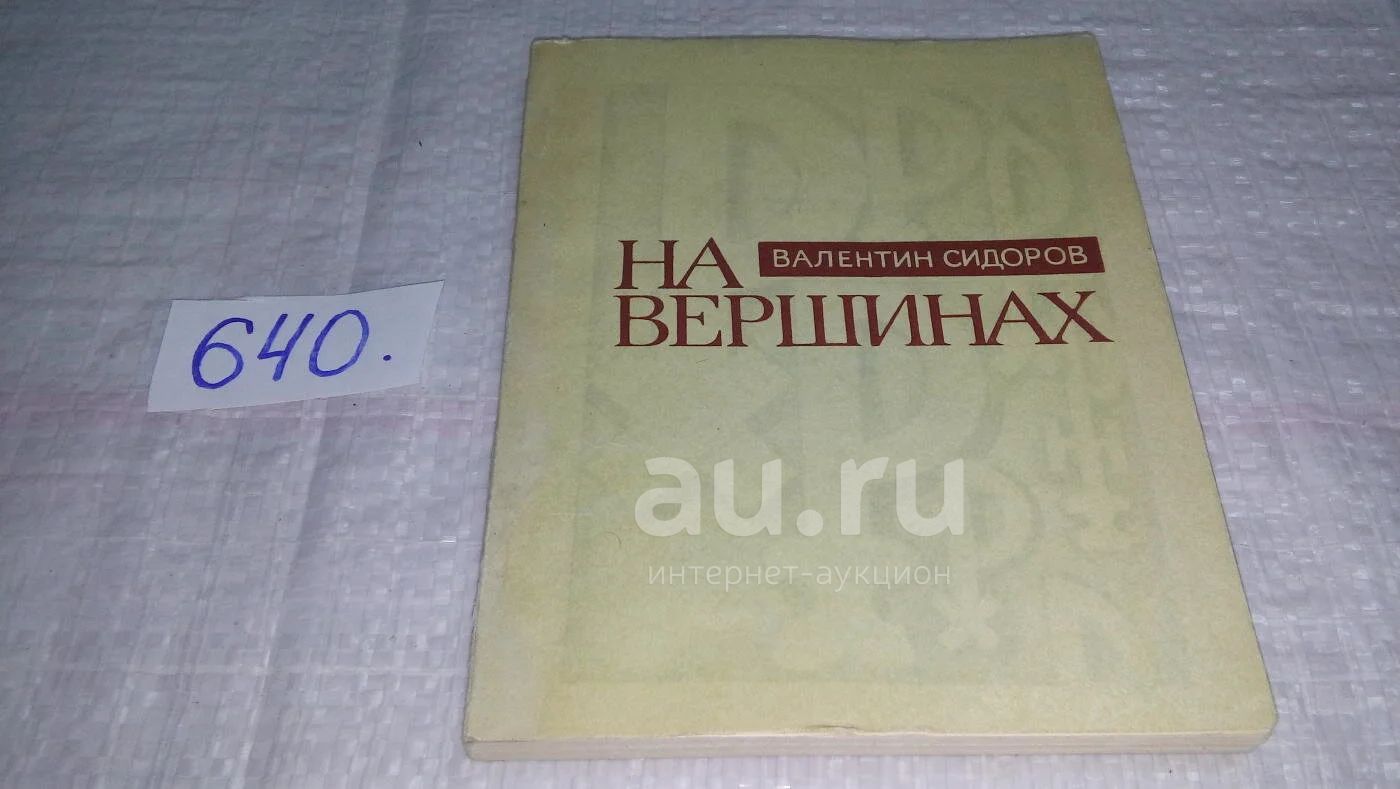 640.
НА
ВАЛЕНТИН СИДОРОВ
ВЕРШИНАХ
au.ru
интернет-аукцион